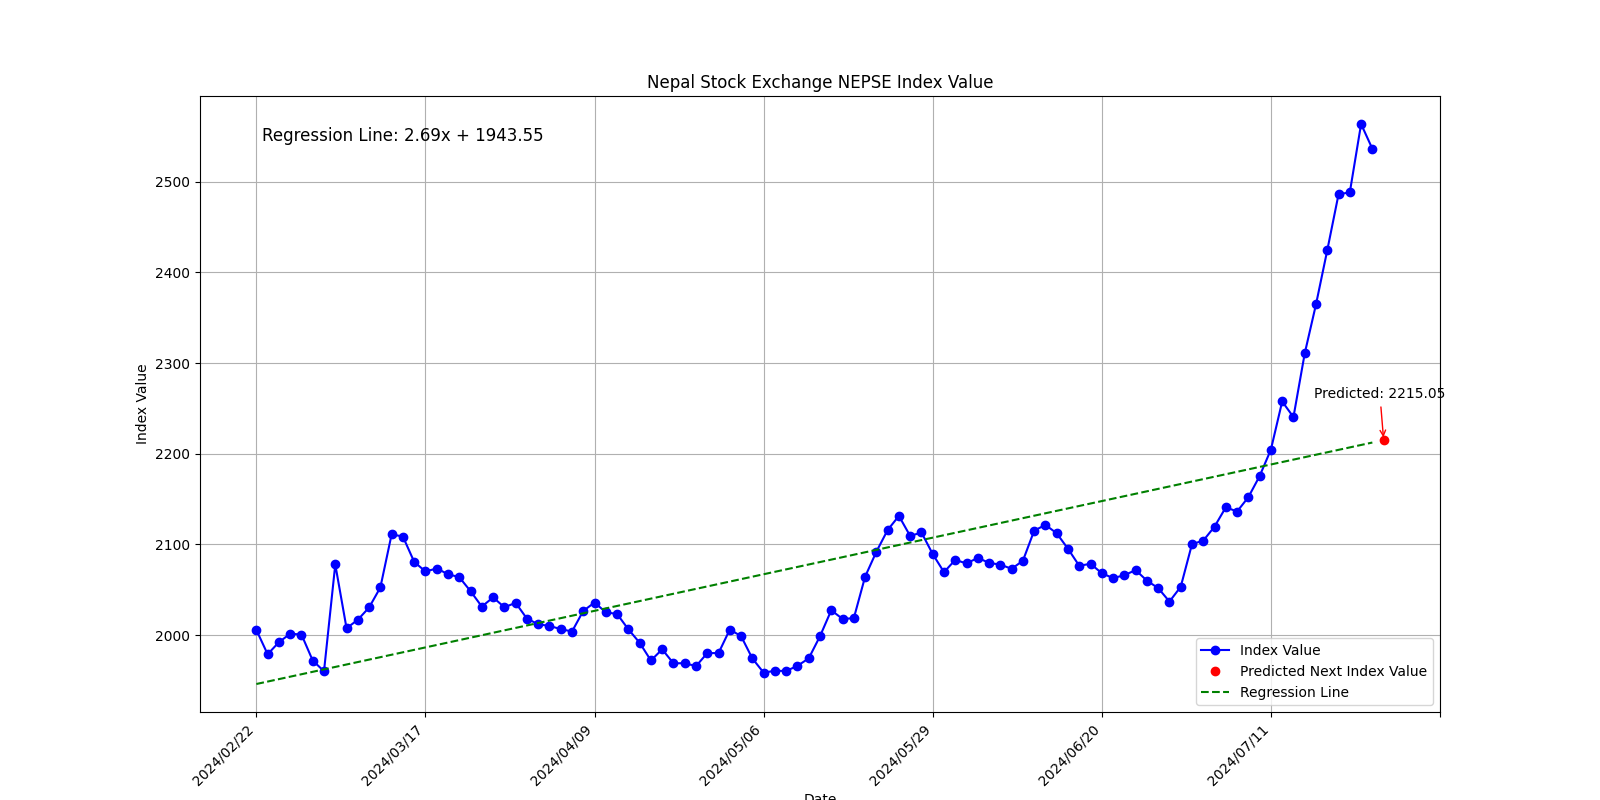 Nepal Stock Exchange NEPSE Index Value
Regression Line: 2.69x + 1943.55
2500
2400
2300
2200
2100
2000
Index Value
Predicted: 2215.05
Index Value
Predicted Next Index Value
Regression Line
2024/02/22
2024/03/17
2024/04/09
2024/05/06
2024/05/29
2024/06/20
2024/07/11
Date